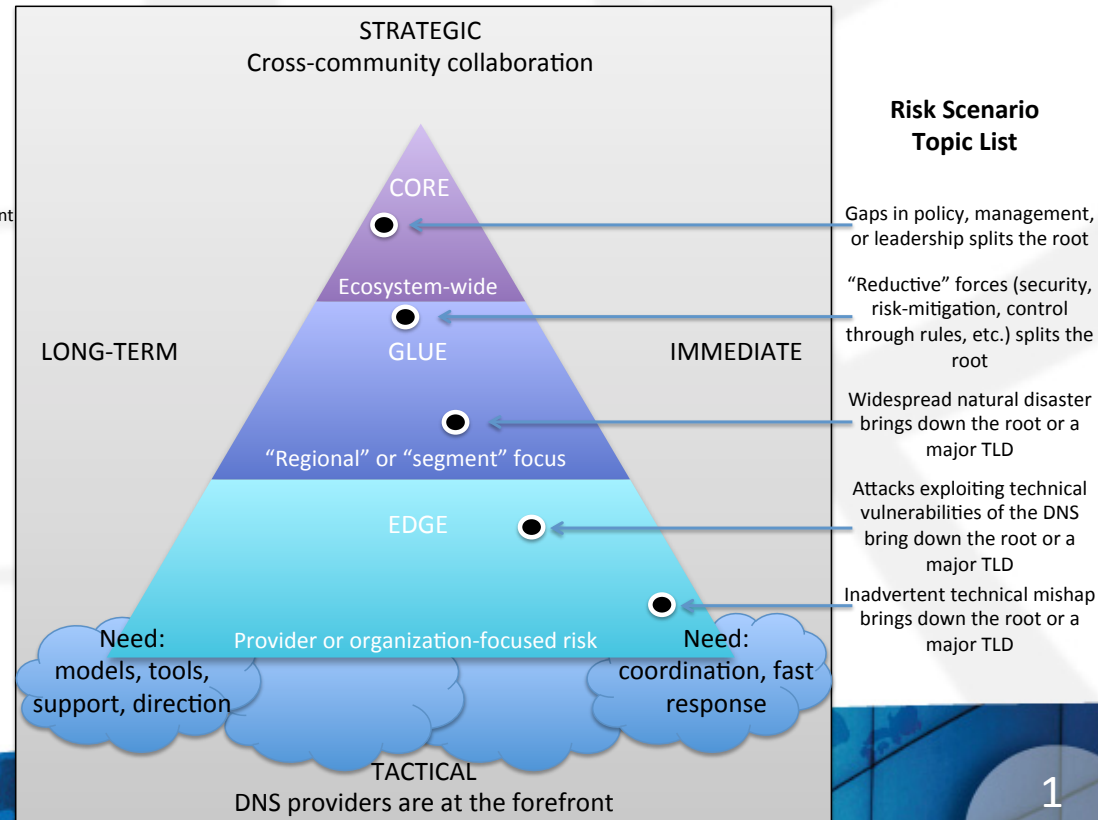 STRATEGIC
Cross-community collaboration
Risk Scenario
Topic List
CORE
nt
Gaps in policy, management,
or leadership splits the root
Ecosystem-wide
“Reductive” forces (security,
risk-mitigation, control
through rules, etc.) splits the
root
LONG-TERM
GLUE
IMMEDIATE
Widespread natural disaster
brings down the root or a
major TLD
“Regional” or “segment” focus
Attacks exploiting technical
vulnerabilities of the DNS
bring down the root or a
major TLD
EDGE
Inadvertent technical mishap
brings down the root or a
major TLD
Need:
models, tools,
support, direction
Provider or organization-focused risk
Need:
coordination, fast
response
TACTICAL
DNS providers are at the forefront
1